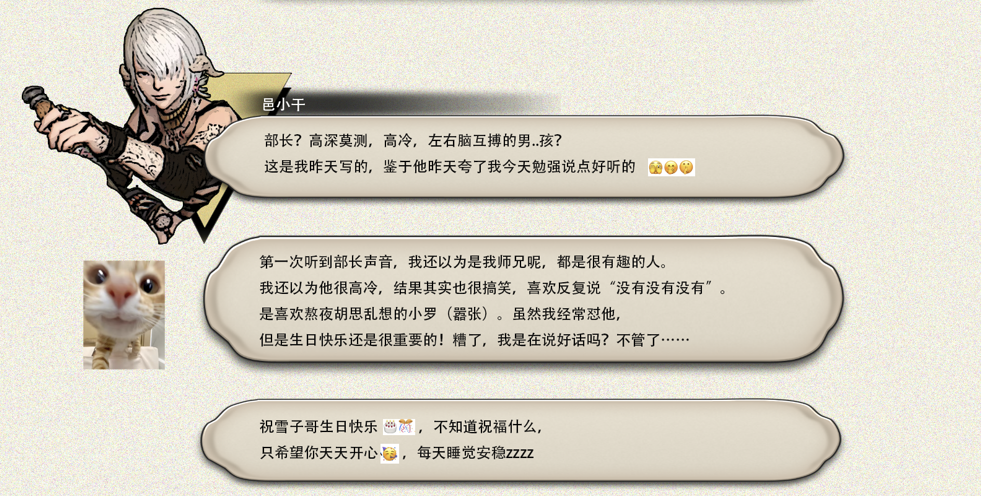 邑小干
部长？高深莫测，高冷，左右脑互搏的男..孩？
这是我昨天写的，鉴于他昨天夸了我今天勉强说点好听的 🫣🤭🤫
第一次听到部长声音，我还以为是我师兄呢，都是很有趣的人。
我还以为他很高冷，结果其实也很搞笑，喜欢反复说“没有没有没有”。
是喜欢熬夜胡思乱想的小罗（嚣张）。虽然我经常怼他，
但是生日快乐还是很重要的！糟了，我是在说好话吗？不管了……
祝雪子哥生日快乐 🎂🎊，不知道祝福什么，
只希望你天天开心🥳，每天睡觉安稳zzzz